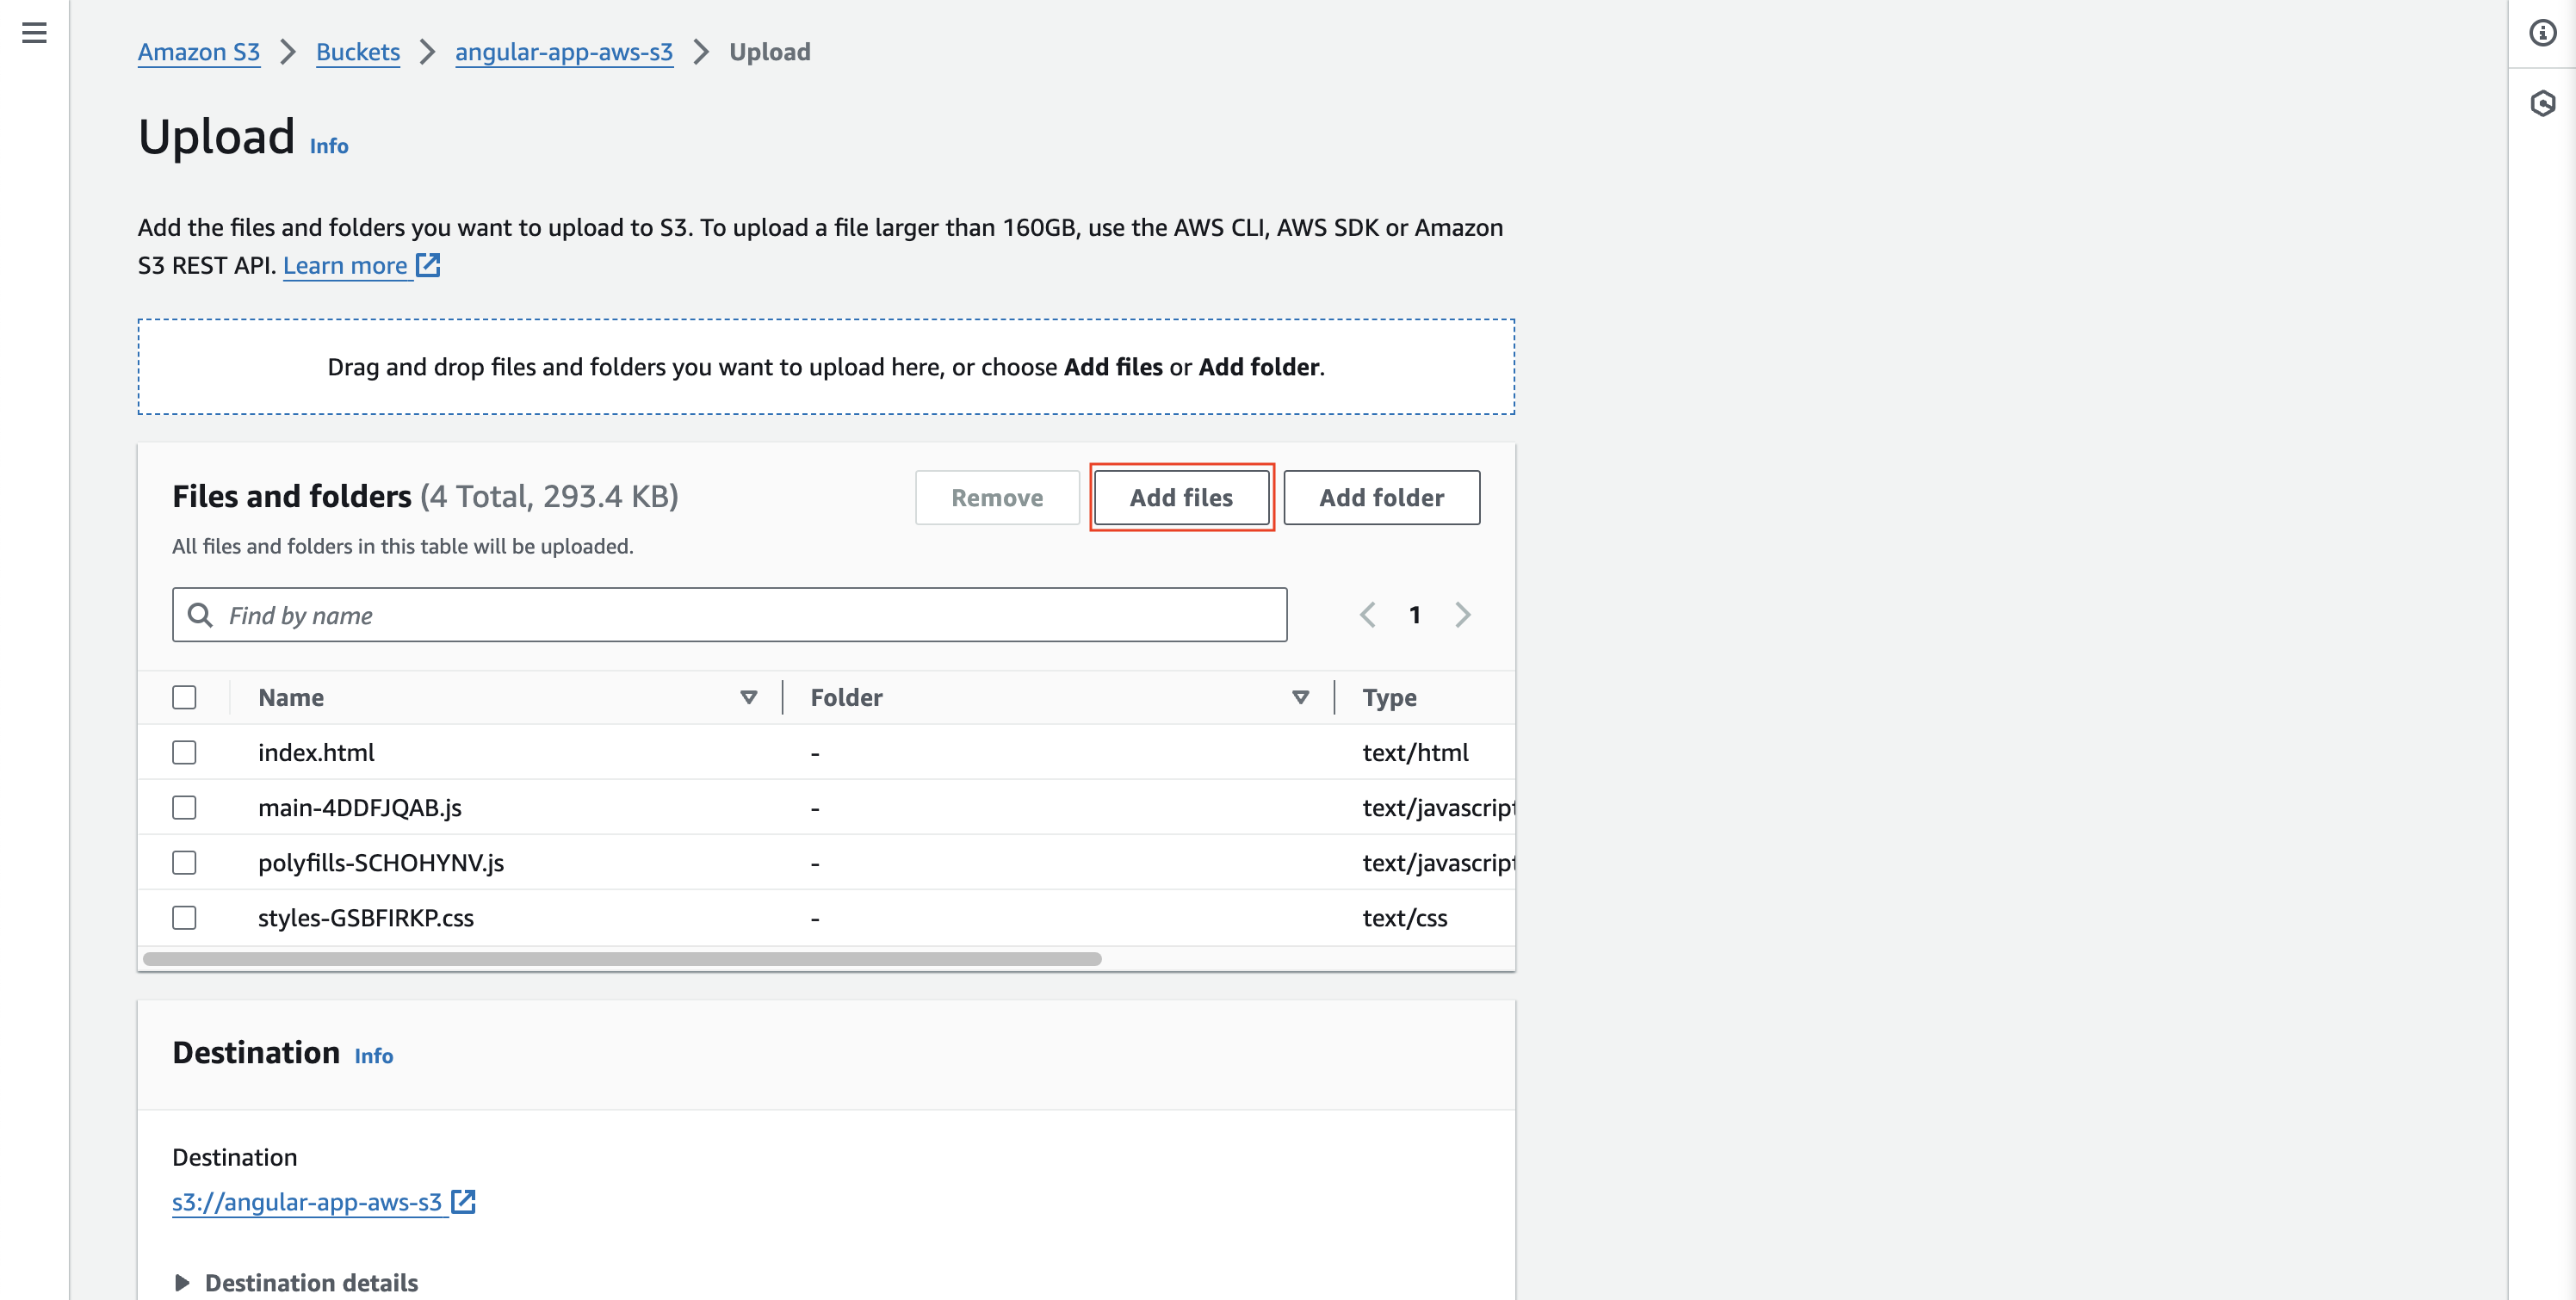 Amazon S3 > Buckets > angular-app-aws-s3 > Upload
Upload Info
Add the files and folders you want to upload to S3. To upload a file larger than 160GB, use the AWS CLI, AWS SDK or Amazon
S3 REST API. Learn more
Drag and drop files and folders you want to upload here, or choose Add files or Add folder.
Files and folders (4 Total, 293.4 KB)
Remove Add files Add folder
All files and folders in this table will be uploaded.
Find by name
1
Name Folder Type
index.html - text/html
main-4DDFJQAB.js - text/javascript
polyfills-SCHOHYNV.js - text/javascript
styles-GSBFIRKP.css - text/css
Destination Info
Destination
s3://angular-app-aws-s3
Destination details